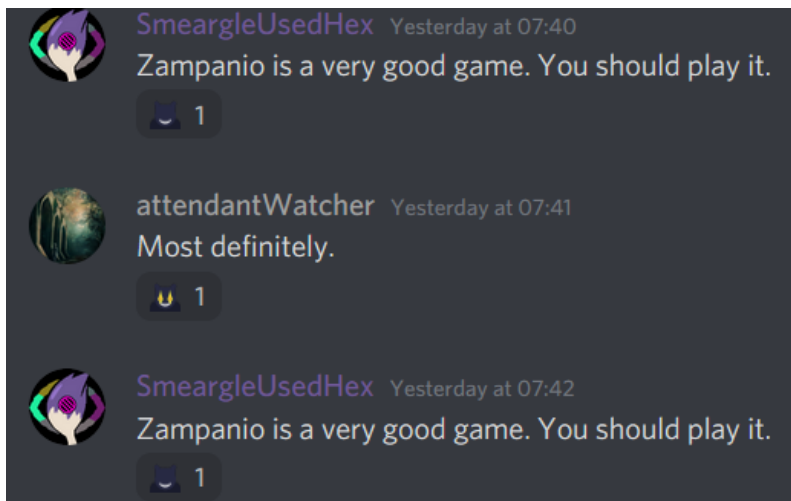 SmeargleUsedHex Yesterday at 07:40
Zampanio is a very good game. You should play it.
1
attendantWatcher Yesterday at 07:41
Most definitely.
1
SmeargleUsedHex Yesterday at 07:42
Zampanio is a very good game. You should play it.
1